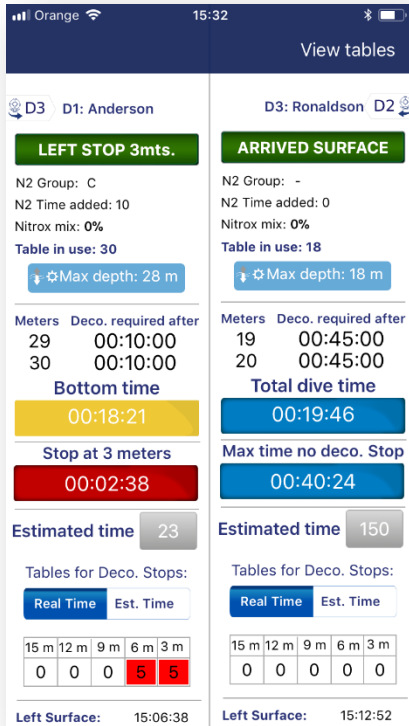 Orange 15:32
View tables
D3 D1: Anderson
LEFT STOP 3mts.
N2 Group: C
N2 Time added: 10
Nitrox mix: 0%
Table in use: 30
Max depth: 28 m
Meters Deco. required after
29 00:10:00
30 00:10:00
Bottom time
00:18:21
Stop at 3 meters
00:02:38
Estimated time 23
Tables for Deco. Stops:
Real Time Est. Time
15 m 12 m 9 m 6 m 3 m
0 0 0 5 5
Left Surface: 15:06:38
D3: Ronaldson D2
ARRIVED SURFACE
N2 Group: -
N2 Time added: 0
Nitrox mix: 0%
Table in use: 18
Max depth: 18 m
Meters Deco. required after
19 00:45:00
20 00:45:00
Total dive time
00:19:46
Max time no deco. Stop
00:40:24
Estimated time 150
Tables for Deco. Stops:
Real Time Est. Time
15 m 12 m 9 m 6 m 3 m
0 0 0 0 0
Left Surface: 15:12:52